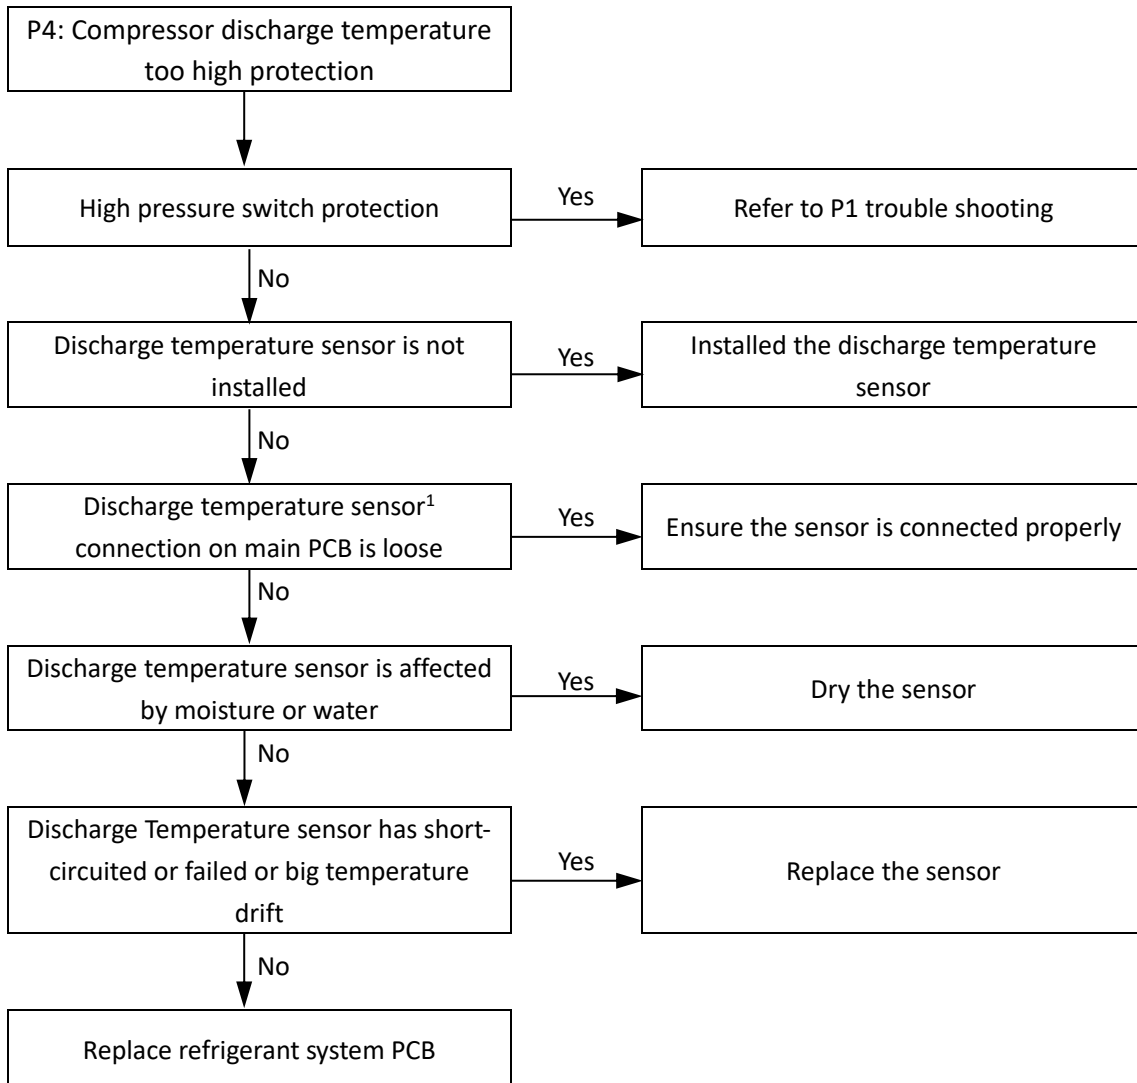 P4: Compressor discharge temperature
too high protection
High pressure switch protection
Yes
Refer to P1 trouble shooting
No
Discharge temperature sensor is not
installed
Yes
Installed the discharge temperature
sensor
No
Discharge temperature sensor¹
connection on main PCB is loose
Yes
Ensure the sensor is connected properly
No
Discharge temperature sensor is affected
by moisture or water
Yes
Dry the sensor
No
Discharge Temperature sensor has short-
circuited or failed or big temperature
drift
Yes
Replace the sensor
No
Replace refrigerant system PCB